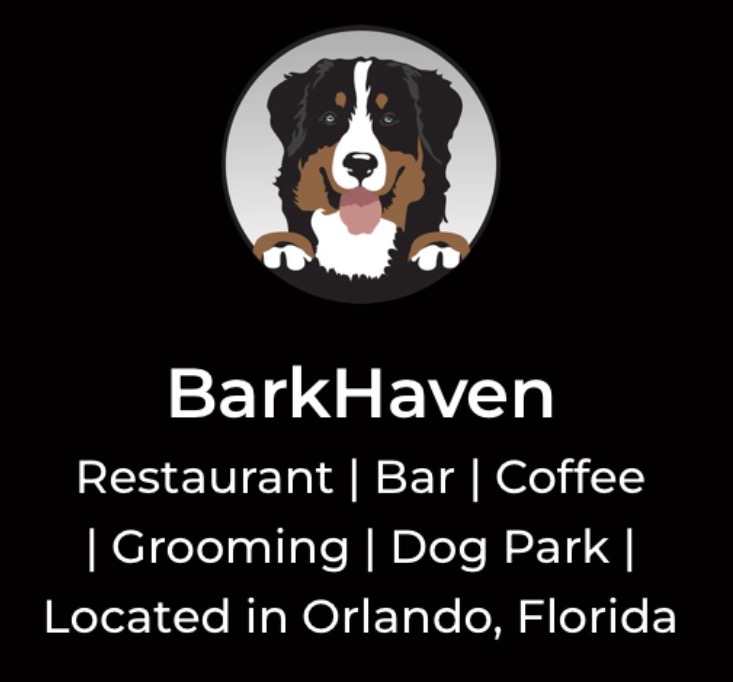 BarkHaven
Restaurant | Bar | Coffee
| Grooming | Dog Park |
Located in Orlando, Florida